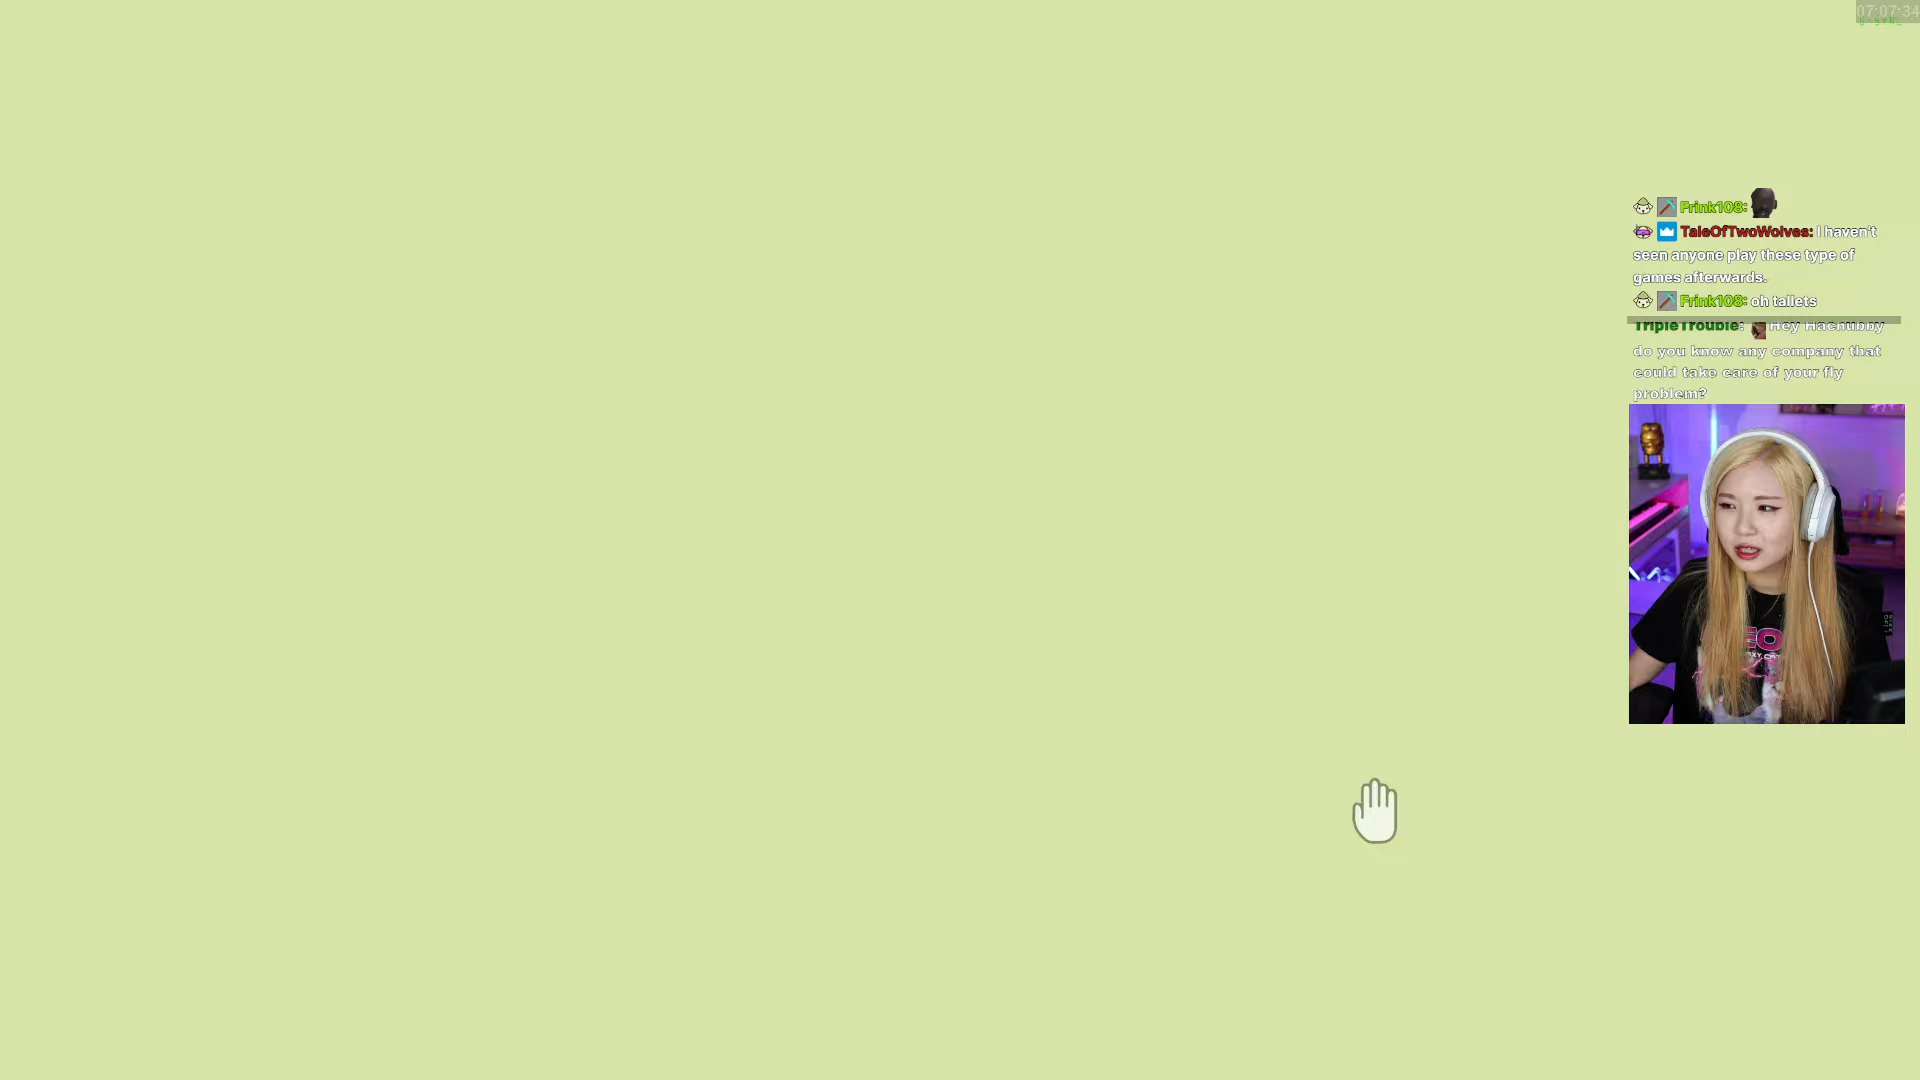 07:07:34
Frink108:
TaleOfTwoWolves: I haven't
seen anyone play these type of
games afterwards.
Frink108: oh tallets
TripleTrouble: Hey Hachubby
do you know any company that
could take care of your fly
problem?